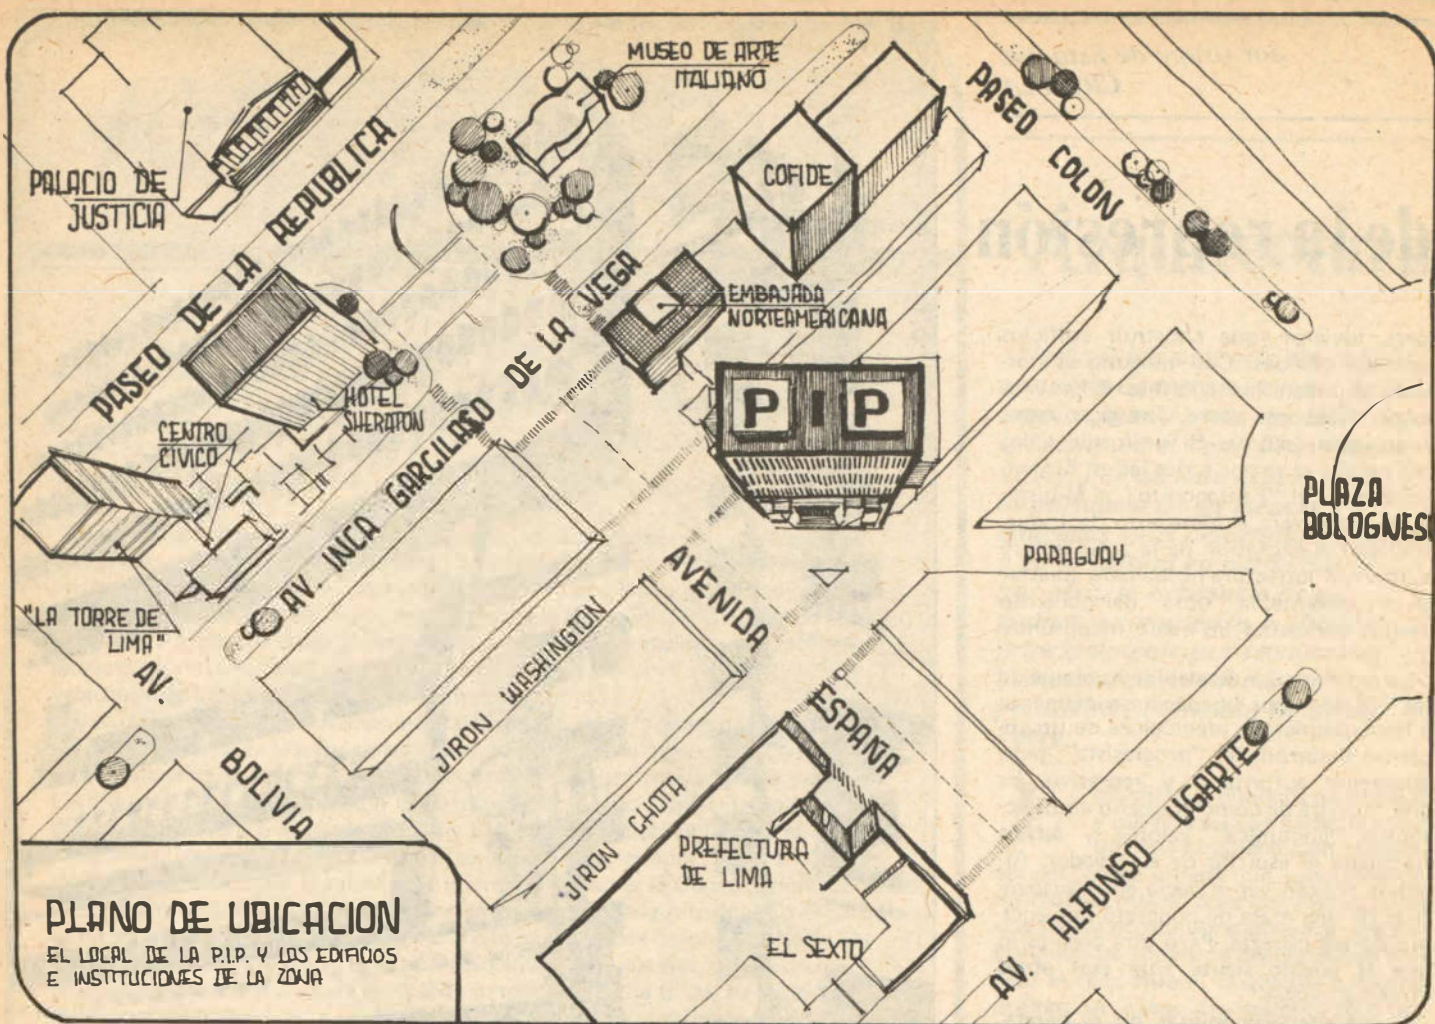 MUSEO DE ARTE
ITALIANO
PASEO
COLON
PALACIO DE
JUSTICIA
PASEO DE LA REPUBLICA
COFIDE
EMBAJADA
NORTEAMERICANA
HOTEL
SHERATON
CENTRO
CÍVICO
AV. INCA GARCILASO DE LA VEGA
PIP
PLAZA
BOLOGNESI
PARAGUAY
"LA TORRE DE
LIMA"
AV.
BOLIVIA
JIRON WASHINGTON
AVENIDA
ESPAÑA
JIRON CHOTA
PREFECTURA
DE LIMA
EL SEXTO
AV. ALFONSO UGARTE
PLANO DE UBICACION
EL LOCAL DE LA P.I.P. Y LOS EDIFICIOS
E INSTITUCIONES DE LA ZONA